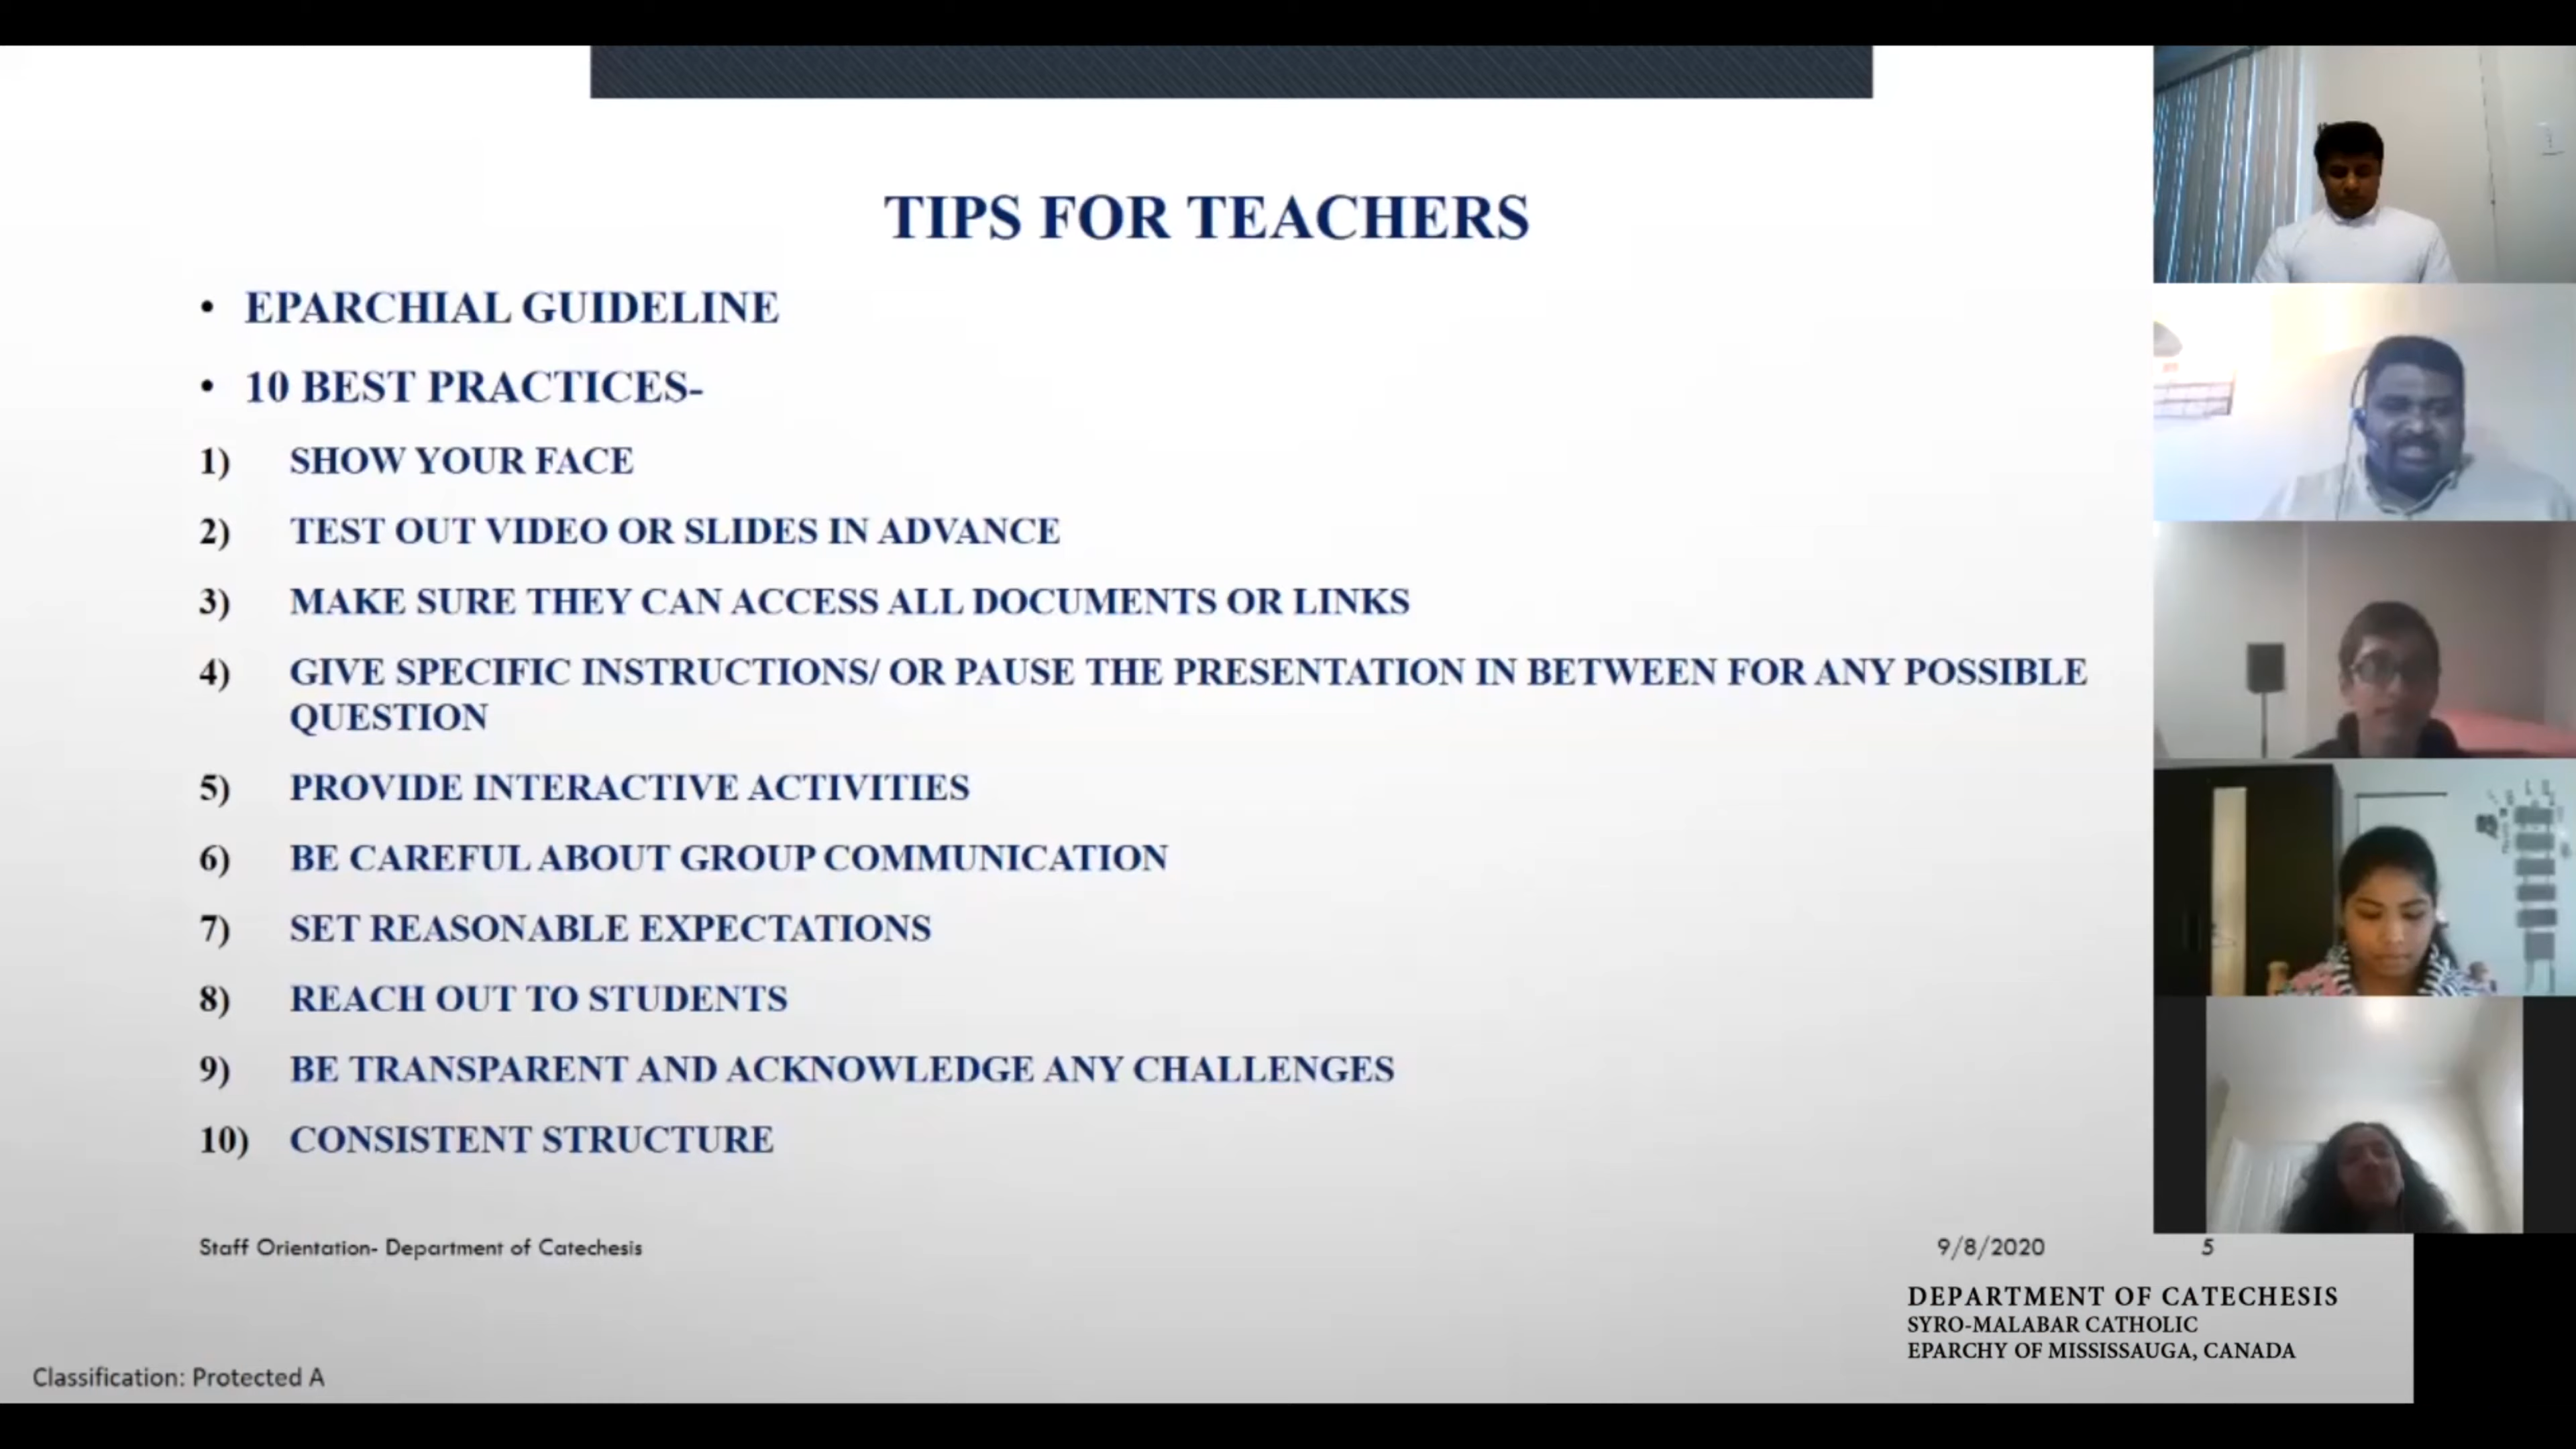 TIPS FOR TEACHERS
• EPARCHIAL GUIDELINE
• 10 BEST PRACTICES-
1) SHOW YOUR FACE
2) TEST OUT VIDEO OR SLIDES IN ADVANCE
3) MAKE SURE THEY CAN ACCESS ALL DOCUMENTS OR LINKS
4) GIVE SPECIFIC INSTRUCTIONS/ OR PAUSE THE PRESENTATION IN BETWEEN FOR ANY POSSIBLE
QUESTION
5) PROVIDE INTERACTIVE ACTIVITIES
6) BE CAREFUL ABOUT GROUP COMMUNICATION
7) SET REASONABLE EXPECTATIONS
8) REACH OUT TO STUDENTS
9) BE TRANSPARENT AND ACKNOWLEDGE ANY CHALLENGES
10) CONSISTENT STRUCTURE
Staff Orientation- Department of Catechesis 9/8/2020 5
DEPARTMENT OF CATECHESIS
SYRO-MALABAR CATHOLIC
EPARCHY OF MISSISSAUGA, CANADA
Classification: Protected A